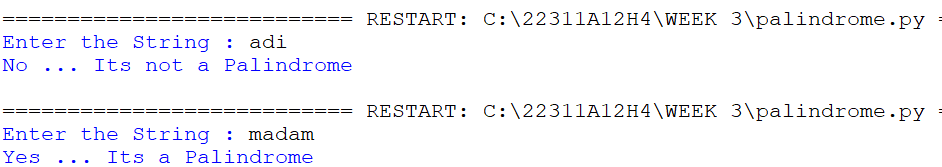 =========================== RESTART: C:\22311A12H4\WEEK 3\palindrome.py =
Enter the String : adi
No ... Its not a Palindrome
=========================== RESTART: C:\22311A12H4\WEEK 3\palindrome.py =
Enter the String : madam
Yes ... Its a Palindrome